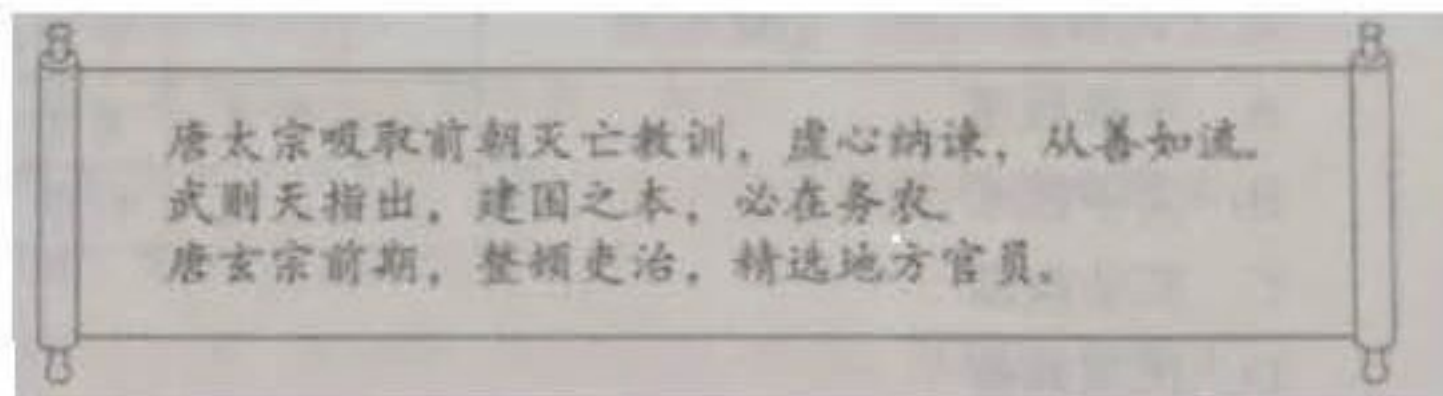 唐太宗吸取前朝灭亡教训，虚心纳谏，从善如流。
武则天指出，建国之本，必在务农
唐玄宗前期，整顿吏治，精选地方官员。